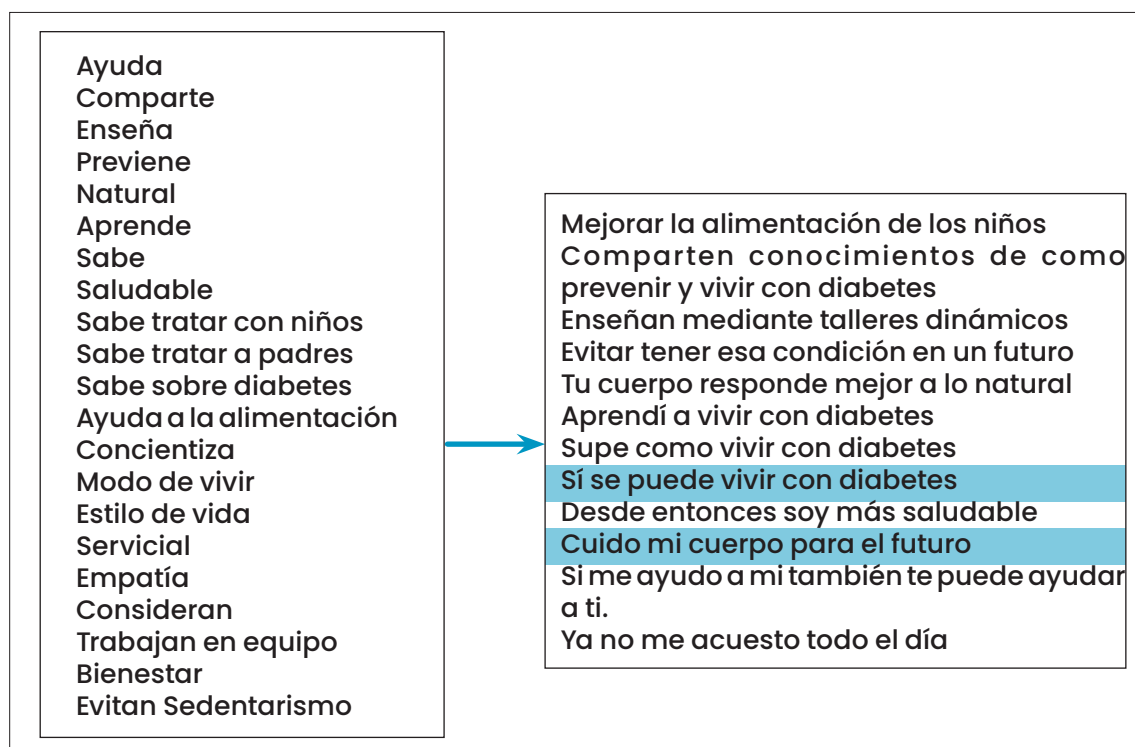 Ayuda
Comparte
Enseña
Previene
Natural
Aprende
Sabe
Saludable
Sabe tratar con niños
Sabe tratar a padres
Sabe sobre diabetes
Ayuda a la alimentación
Concientiza
Modo de vivir
Estilo de vida
Servicial
Empatía
Consideran
Trabajan en equipo
Bienestar
Evitan Sedentarismo
Mejorar la alimentación de los niños
Comparten conocimientos de como
prevenir y vivir con diabetes
Enseñan mediante talleres dinámicos
Evitar tener esa condición en un futuro
Tu cuerpo responde mejor a lo natural
Aprendí a vivir con diabetes
Supe como vivir con diabetes
Sí se puede vivir con diabetes
Desde entonces soy más saludable
Cuido mi cuerpo para el futuro
Si me ayudo a mi también te puede ayudar
a ti.
Ya no me acuesto todo el día